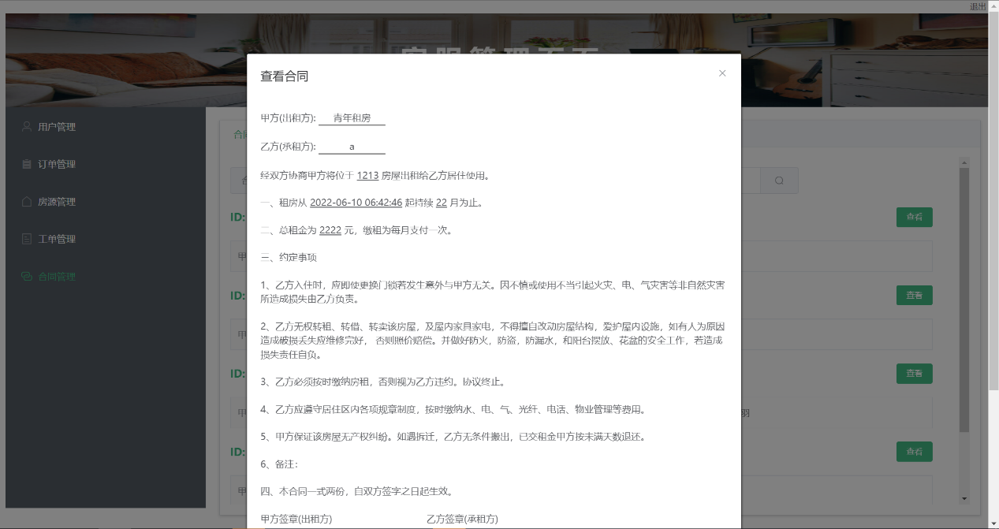 退出
客服管理页面
用户管理
订单管理
房源管理
工单管理
合同管理
合同
ID:
查看
甲
ID:
查看
甲
ID:
查看
甲
羽
ID:
查看
甲
查看合同
甲方(出租方): 青年租房
乙方(承租方): a
经双方协商甲方将位于 1213 房屋出租给乙方居住使用。
一、租房从 2022-06-10 06:42:46 起持续 22 月为止。
二、总租金为 2222 元，缴租为每月支付一次。
三、约定事项
1、乙方入住时，应即使更换门锁若发生意外与甲方无关。因不慎或使用不当引起火灾、电、气灾害等非自然灾害
所造成损失由乙方负责。
2、乙方无权转租、转借、转卖该房屋，及屋内家具家电，不得擅自改动房屋结构，爱护屋内设施，如有人为原因
造成破损丢失应维修完好， 否则照价赔偿。并做好防火，防盗，防漏水，和阳台摆放、花盆的安全工作，若造成
损失责任自负。
3、乙方必须按时缴纳房租，否则视为乙方违约。协议终止。
4、乙方应遵守居住区内各项规章制度，按时缴纳水、电、气、光纤、电话、物业管理等费用。
5、甲方保证该房屋无产权纠纷。如遇拆迁，乙方无条件搬出，已交租金甲方按未满天数退还。
6、备注：
四、本合同一式两份，自双方签字之日起生效。
甲方签章(出租方) 乙方签章(承租方)